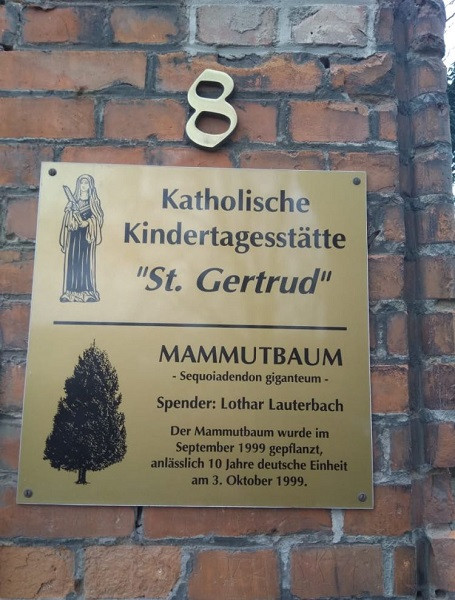 8
Katholische
Kindertagesstätte
"St. Gertrud"
MAMMUTBAUM
- Sequoiadendon giganteum -
Spender: Lothar Lauterbach
Der Mammutbaum wurde im
September 1999 gepflanzt,
anlässlich 10 Jahre deutsche Einheit
am 3. Oktober 1999.